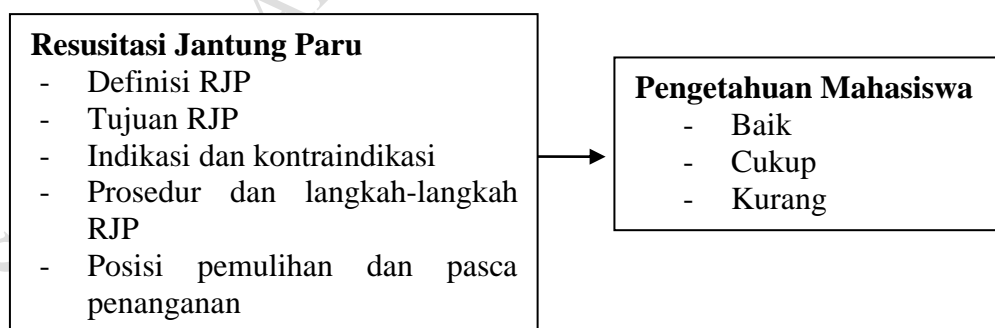 Resusitasi Jantung Paru
- Definisi RJP
- Tujuan RJP
- Indikasi dan kontraindikasi
- Prosedur dan langkah-langkah
RJP
- Posisi pemulihan dan pasca
penanganan
Pengetahuan Mahasiswa
- Baik
- Cukup
- Kurang